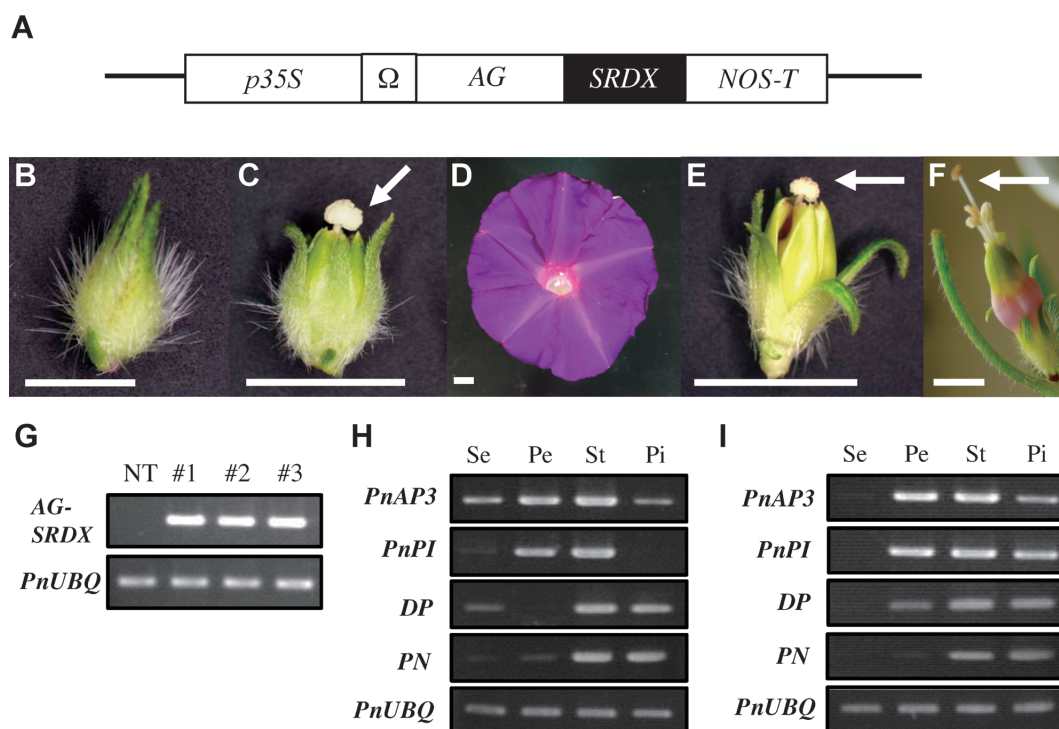 A
p35S Ω AG SRDX NOS-T
B C D E F
G
NT #1 #2 #3
AG-
SRDX
PnUBQ
H
Se Pe St Pi
PnAP3
PnPI
DP
PN
PnUBQ
I
Se Pe St Pi
PnAP3
PnPI
DP
PN
PnUBQ